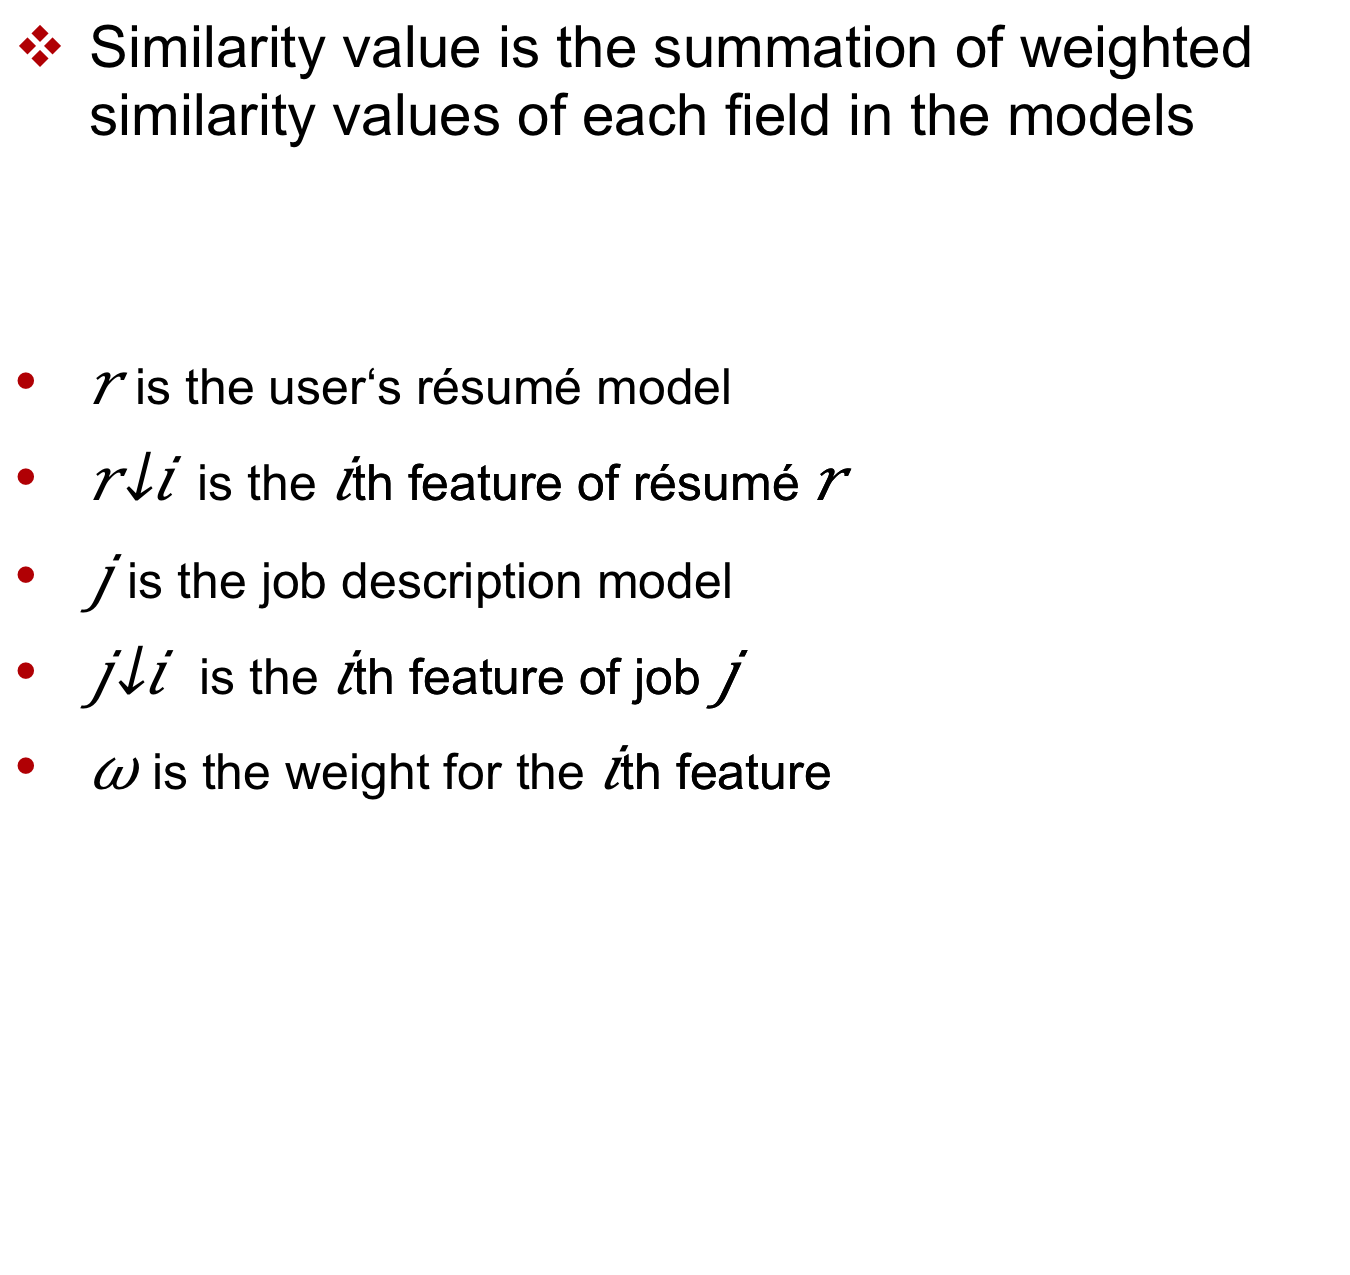 ❖ Similarity value is the summation of weighted
similarity values of each field in the models
• r is the user‘s résumé model
• r↓i is the ith feature of résumé r
• j is the job description model
• j↓i is the ith feature of job j
• ω is the weight for the ith feature